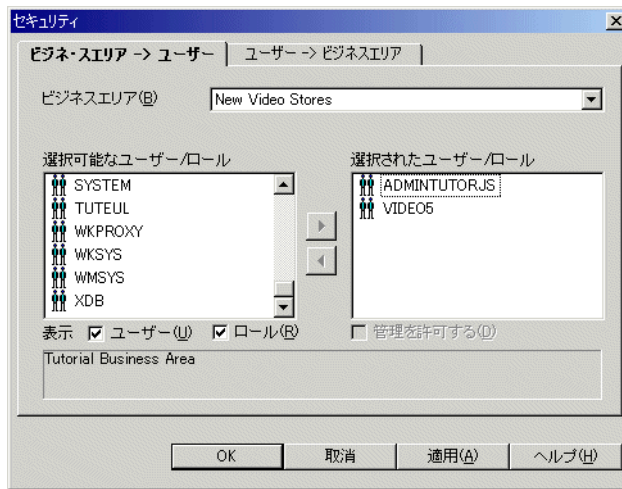 セキュリティ
ビジネ・スエリア -> ユーザー
ユーザー -> ビジネスエリア
ビジネスエリア(B)
New Video Stores
選択可能なユーザー/ロール
選択されたユーザー/ロール
SYSTEM
TUTEUL
WKPROXY
WKSYS
WMSYS
XDB
ADMINTUTORJS
VIDEO5
表示 ユーザー(U) ロール(R)
管理を許可する(D)
Tutorial Business Area
OK 取消 適用(A) ヘルプ(H)